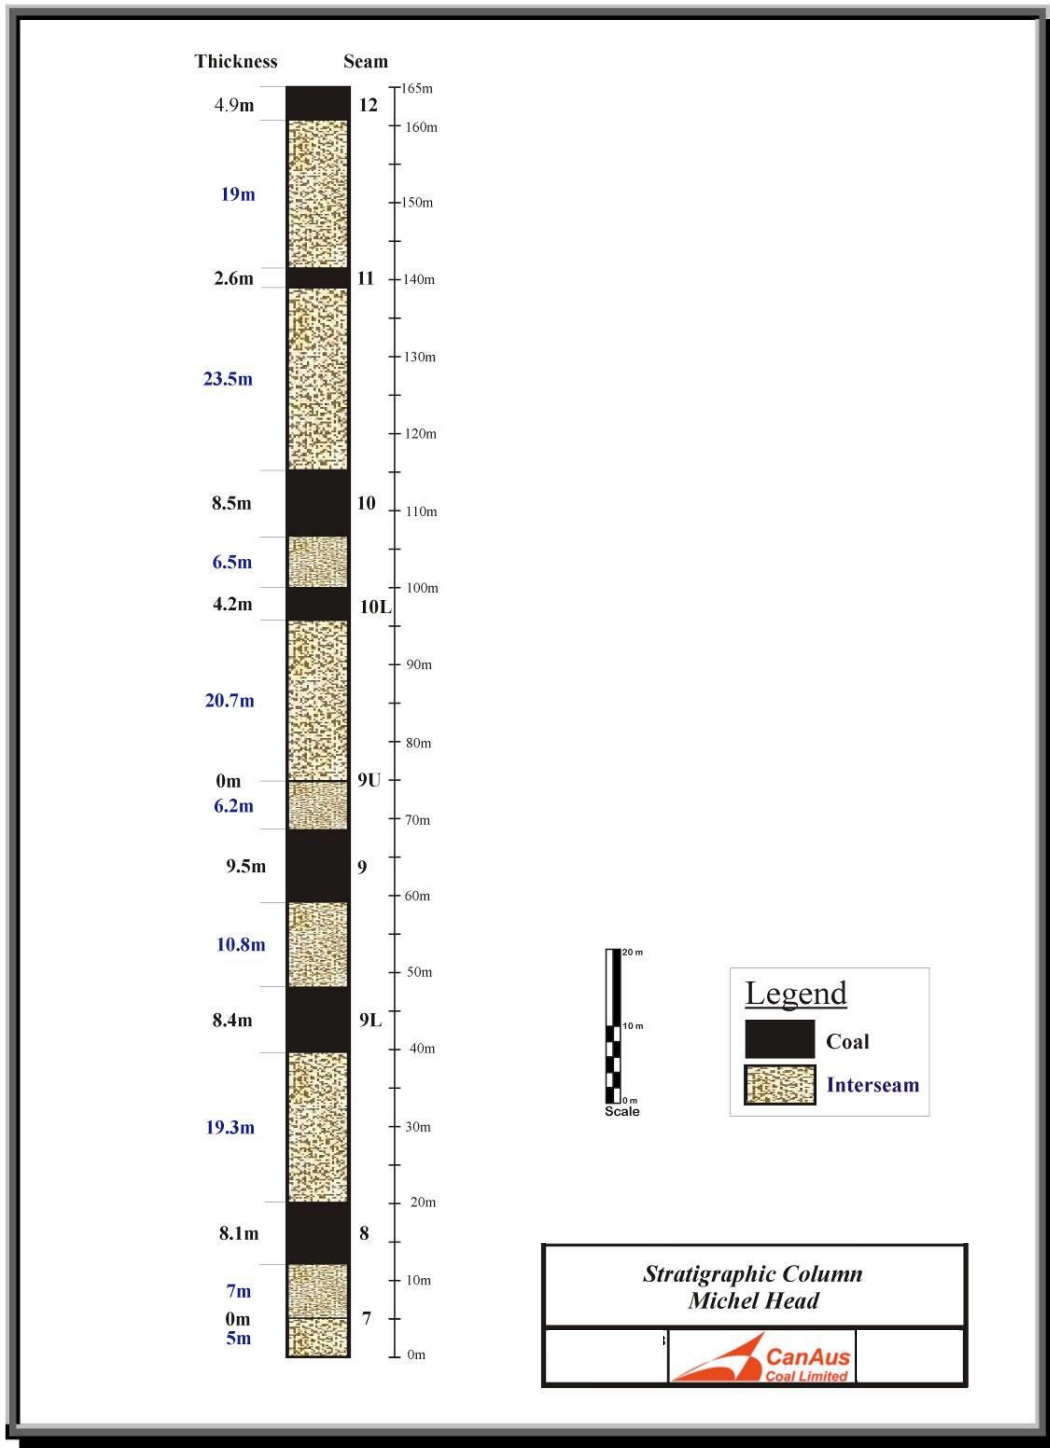 Thickness Seam
165m
4.9m 12
160m
19m
150m
2.6m 11 140m
130m
23.5m
120m
8.5m 10
110m
6.5m
100m
4.2m 10L
90m
20.7m
80m
0m 9U
6.2m
70m
9.5m 9
60m
10.8m
50m
8.4m 9L
40m
19.3m 30m
20m
8.1m 8
10m
7m
0m 7
5m
0m
20 m
10 m
0 m
Scale
Legend
Coal
Interseam
Stratigraphic Column
Michel Head
CanAus
Coal Limited